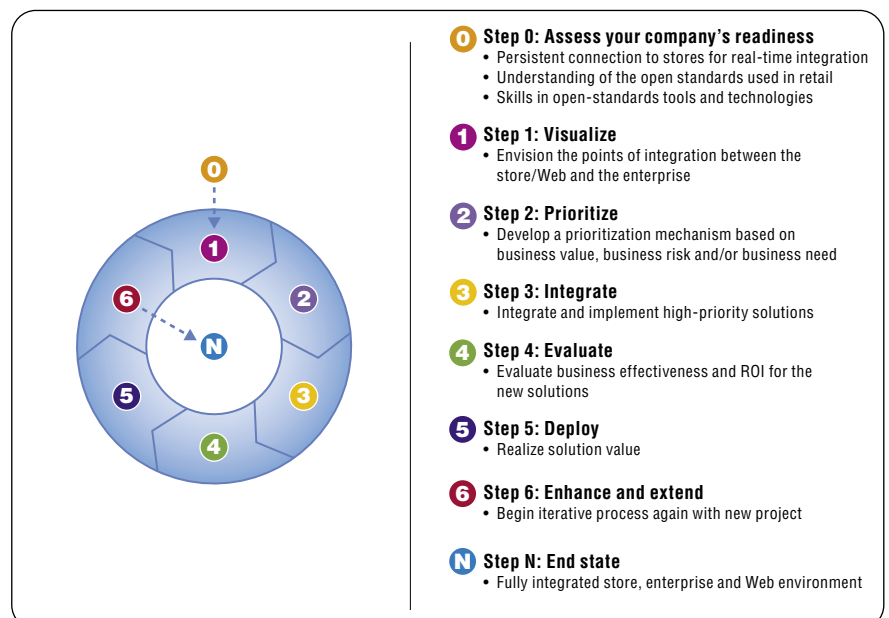 0
1
2
3
4
5
6
N
0 Step 0: Assess your company's readiness
• Persistent connection to stores for real-time integration
• Understanding of the open standards used in retail
• Skills in open-standards tools and technologies
1 Step 1: Visualize
• Envision the points of integration between the
store/Web and the enterprise
2 Step 2: Prioritize
• Develop a prioritization mechanism based on
business value, business risk and/or business need
3 Step 3: Integrate
• Integrate and implement high-priority solutions
4 Step 4: Evaluate
• Evaluate business effectiveness and ROI for the
new solutions
5 Step 5: Deploy
• Realize solution value
6 Step 6: Enhance and extend
• Begin iterative process again with new project
N Step N: End state
• Fully integrated store, enterprise and Web environment